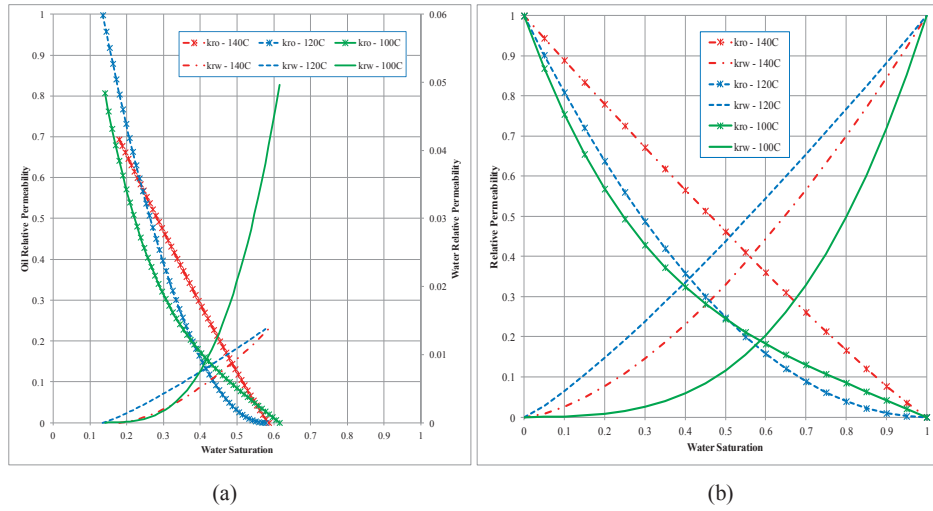 1
0.9
0.8
0.7
0.6
0.5
0.4
0.3
0.2
0.1
0
Oil Relative Permeability
0.06
0.05
0.04
0.03
0.02
0.01
0
Water Relative Permeability
kro - 140C kro - 120C kro - 100C
krw - 140C krw - 120C krw - 100C
0 0.1 0.2 0.3 0.4 0.5 0.6 0.7 0.8 0.9 1
Water Saturation
(a)
1
0.9
0.8
0.7
0.6
0.5
0.4
0.3
0.2
0.1
0
Relative Permeability
kro - 140C
krw - 140C
kro - 120C
krw - 120C
kro - 100C
krw - 100C
0 0.1 0.2 0.3 0.4 0.5 0.6 0.7 0.8 0.9 1
Water Saturation
(b)